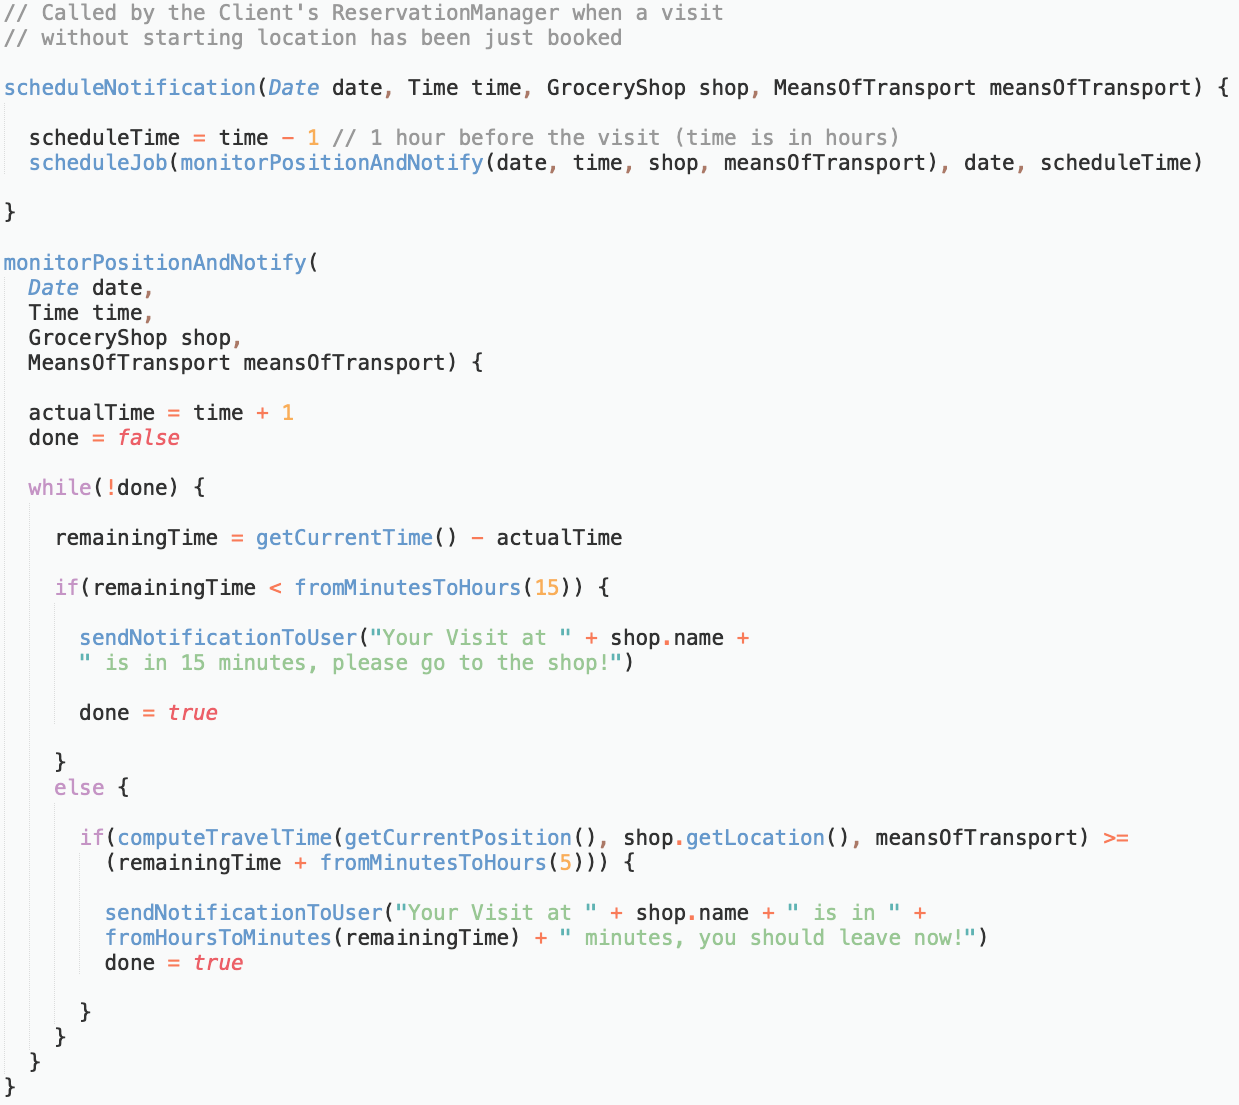 // Called by the Client's ReservationManager when a visit
// without starting location has been just booked
scheduleNotification(Date date, Time time, GroceryShop shop, MeansOfTransport meansOfTransport) {
scheduleTime = time - 1 // 1 hour before the visit (time is in hours)
scheduleJob(monitorPositionAndNotify(date, time, shop, meansOfTransport), date, scheduleTime)
}
monitorPositionAndNotify(
Date date,
Time time,
GroceryShop shop,
MeansOfTransport meansOfTransport) {
actualTime = time + 1
done = false
while(!done) {
remainingTime = getCurrentTime() - actualTime
if(remainingTime < fromMinutesToHours(15)) {
sendNotificationToUser("Your Visit at " + shop.name +
" is in 15 minutes, please go to the shop!")
done = true
}
else {
if(computeTravelTime(getCurrentPosition(), shop.getLocation(), meansOfTransport) >=
(remainingTime + fromMinutesToHours(5))) {
sendNotificationToUser("Your Visit at " + shop.name + " is in " +
fromHoursToMinutes(remainingTime) + " minutes, you should leave now!")
done = true
}
}
}
}